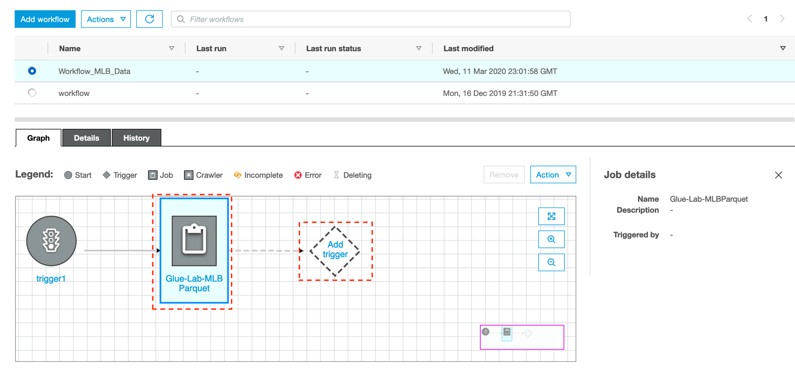 Add workflow Actions Filter workflows 1
Name Last run Last run status Last modified
Workflow_MLB_Data - - Wed, 11 Mar 2020 23:01:58 GMT
workflow - - Mon, 16 Dec 2019 21:31:50 GMT
Graph Details History
Legend: Start Trigger Job Crawler Incomplete Error Deleting Remove Action
trigger1
Glue-Lab-MLB
Parquet
Add
trigger
Job details
Name Glue-Lab-MLBParquet
Description -
Triggered by -